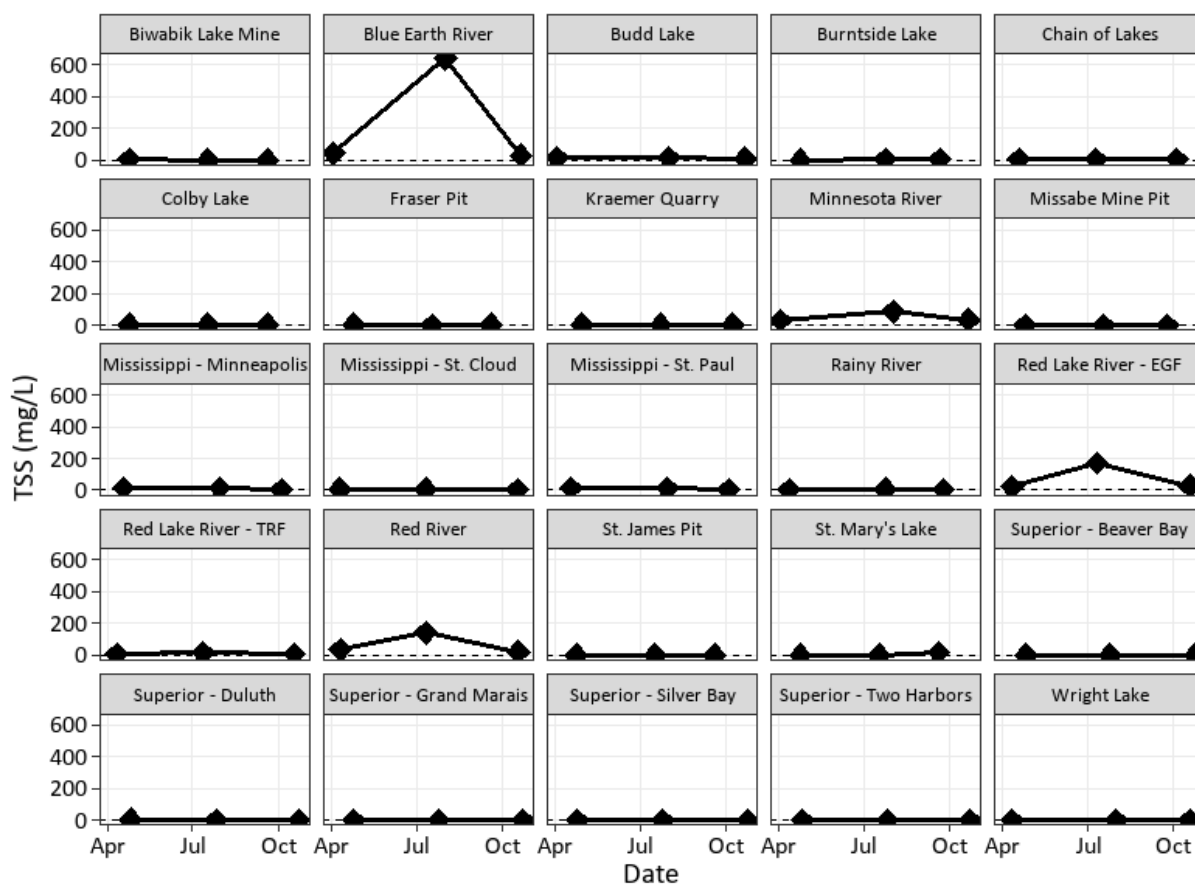 Biwabik Lake Mine
Blue Earth River
Budd Lake
Burntside Lake
Chain of Lakes
600
400
200
0
Colby Lake
Fraser Pit
Kraemer Quarry
Minnesota River
Missabe Mine Pit
600
400
200
0
Mississippi - Minneapolis
Mississippi - St. Cloud
Mississippi - St. Paul
Rainy River
Red Lake River - EGF
600
400
200
0
TSS (mg/L)
Red Lake River - TRF
Red River
St. James Pit
St. Mary's Lake
Superior - Beaver Bay
600
400
200
0
Superior - Duluth
Superior - Grand Marais
Superior - Silver Bay
Superior - Two Harbors
Wright Lake
600
400
200
0
Apr Jul Oct
Apr Jul Oct
Apr Jul Oct
Apr Jul Oct
Apr Jul Oct
Date